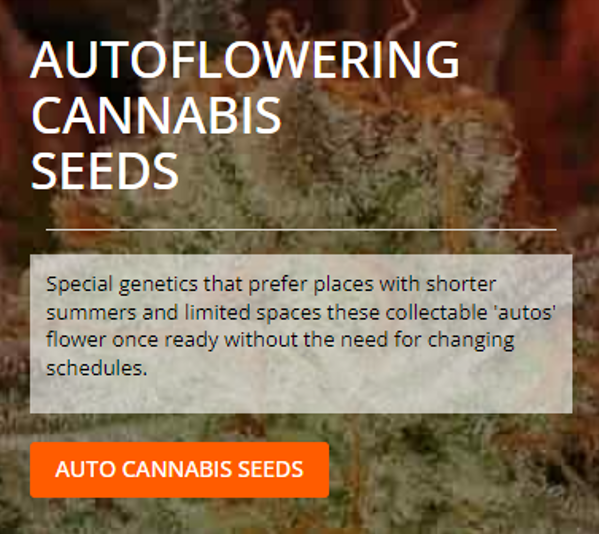 AUTOFLOWERING
CANNABIS
SEEDS
Special genetics that prefer places with shorter
summers and limited spaces these collectable 'autos'
flower once ready without the need for changing
schedules.
AUTO CANNABIS SEEDS